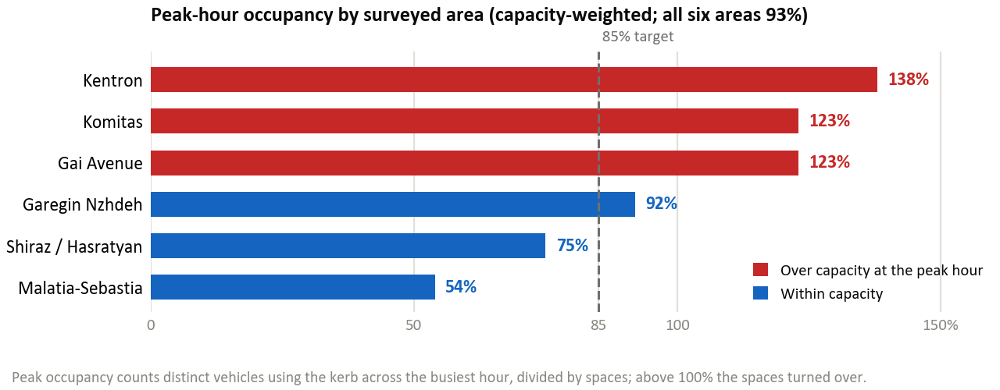 Peak-hour occupancy by surveyed area (capacity-weighted; all six areas 93%)
85% target
Kentron 138%
Komitas 123%
Gai Avenue 123%
Garegin Nzhdeh 92%
Shiraz / Hasratyan 75%
Malatia-Sebastia 54%
Over capacity at the peak hour
Within capacity
0 50 85 100 150%
Peak occupancy counts distinct vehicles using the kerb across the busiest hour, divided by spaces; above 100% the spaces turned over.